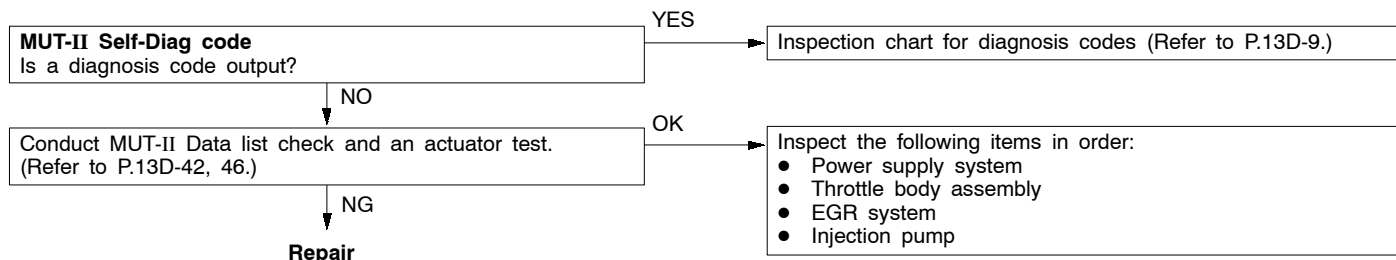 YES
MUT-II Self-Diag code
Is a diagnosis code output?
Inspection chart for diagnosis codes (Refer to P.13D-9.)
NO
Conduct MUT-II Data list check and an actuator test.
(Refer to P.13D-42, 46.)
OK
Inspect the following items in order:
● Power supply system
● Throttle body assembly
● EGR system
● Injection pump
NG
Repair